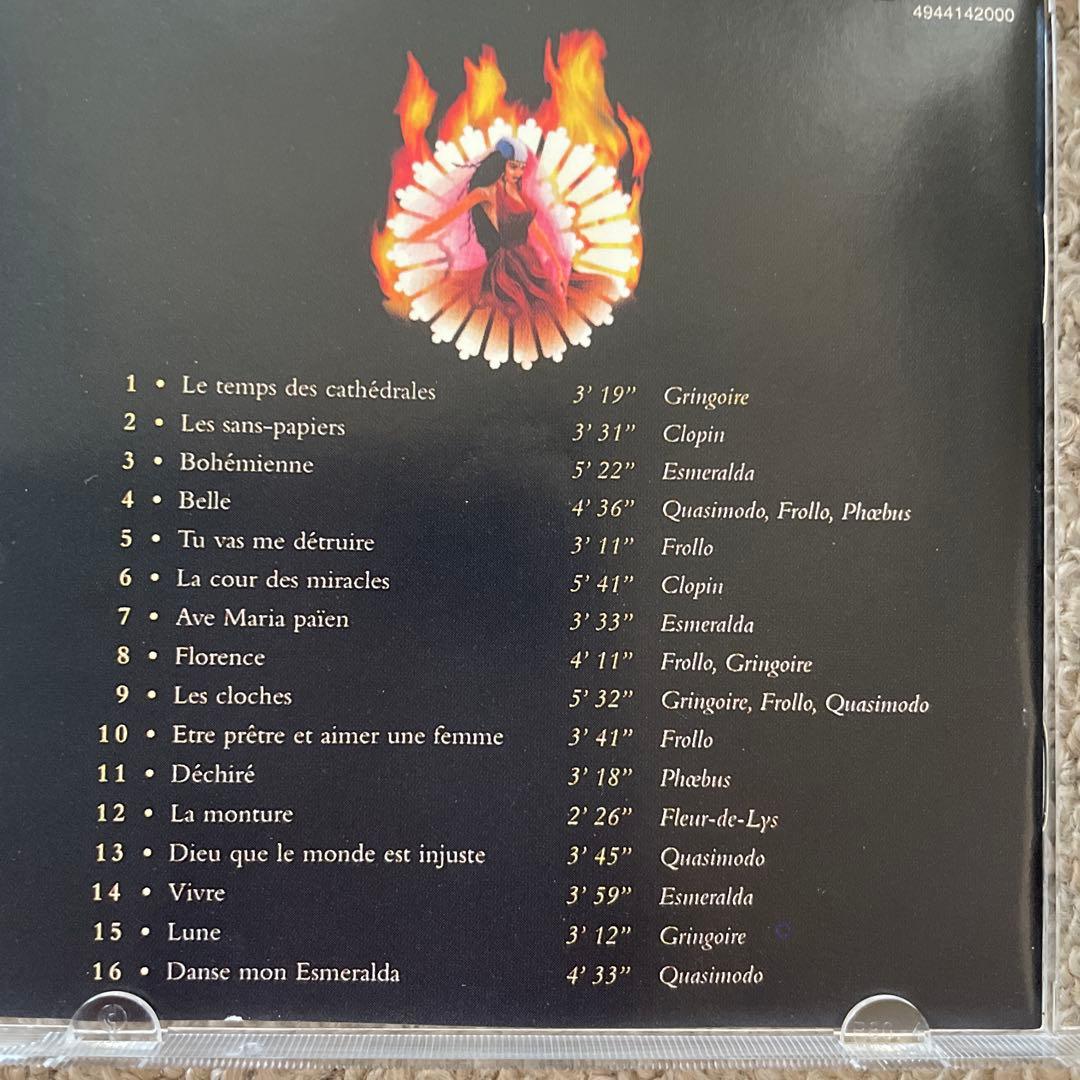 4944142000
1 • Le temps des cathédrales 3' 19” Gringoire
2 • Les sans-papiers 3' 31” Clopin
3 • Bohémienne 5' 22” Esmeralda
4 • Belle 4' 36” Quasimodo, Frollo, Phœbus
5 • Tu vas me détruire 3' 11” Frollo
6 • La cour des miracles 5' 41” Clopin
7 • Ave Maria païen 3' 33” Esmeralda
8 • Florence 4' 11” Frollo, Gringoire
9 • Les cloches 5' 32” Gringoire, Frollo, Quasimodo
10 • Etre prêtre et aimer une femme 3' 41” Frollo
11 • Déchiré 3' 18” Phœbus
12 • La monture 2' 26” Fleur-de-Lys
13 • Dieu que le monde est injuste 3' 45” Quasimodo
14 • Vivre 3' 59” Esmeralda
15 • Lune 3' 12” Gringoire
16 • Danse mon Esmeralda 4' 33” Quasimodo